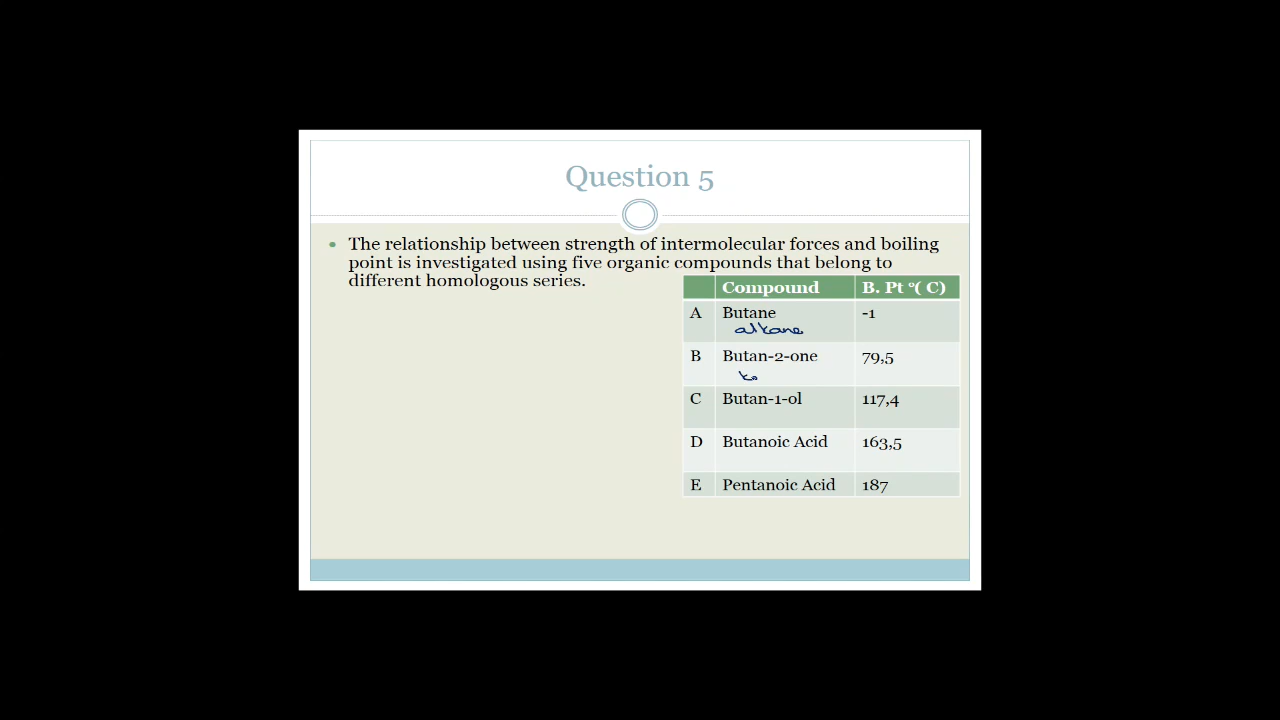 Question 5
• The relationship between strength of intermolecular forces and boiling
point is investigated using five organic compounds that belong to
different homologous series.
Compound B. Pt º( C)
A Butane -1
alkane
B Butan-2-one 79,5
C Butan-1-ol 117,4
D Butanoic Acid 163,5
E Pentanoic Acid 187